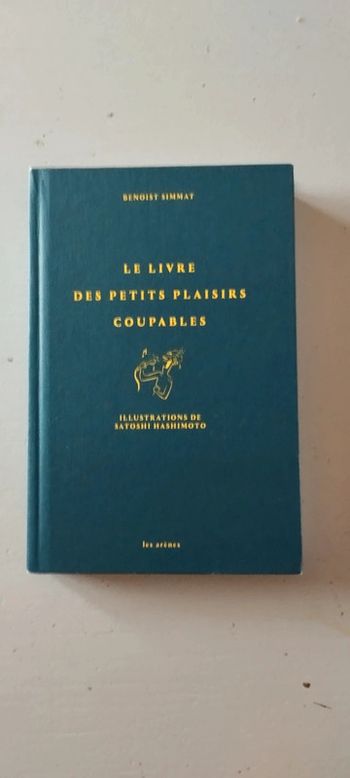 BENOIST SIMMAT
LE LIVRE
DES PETITS PLAISIRS
COUPABLES
ILLUSTRATIONS DE
SATOSHI HASHIMOTO
les arènes